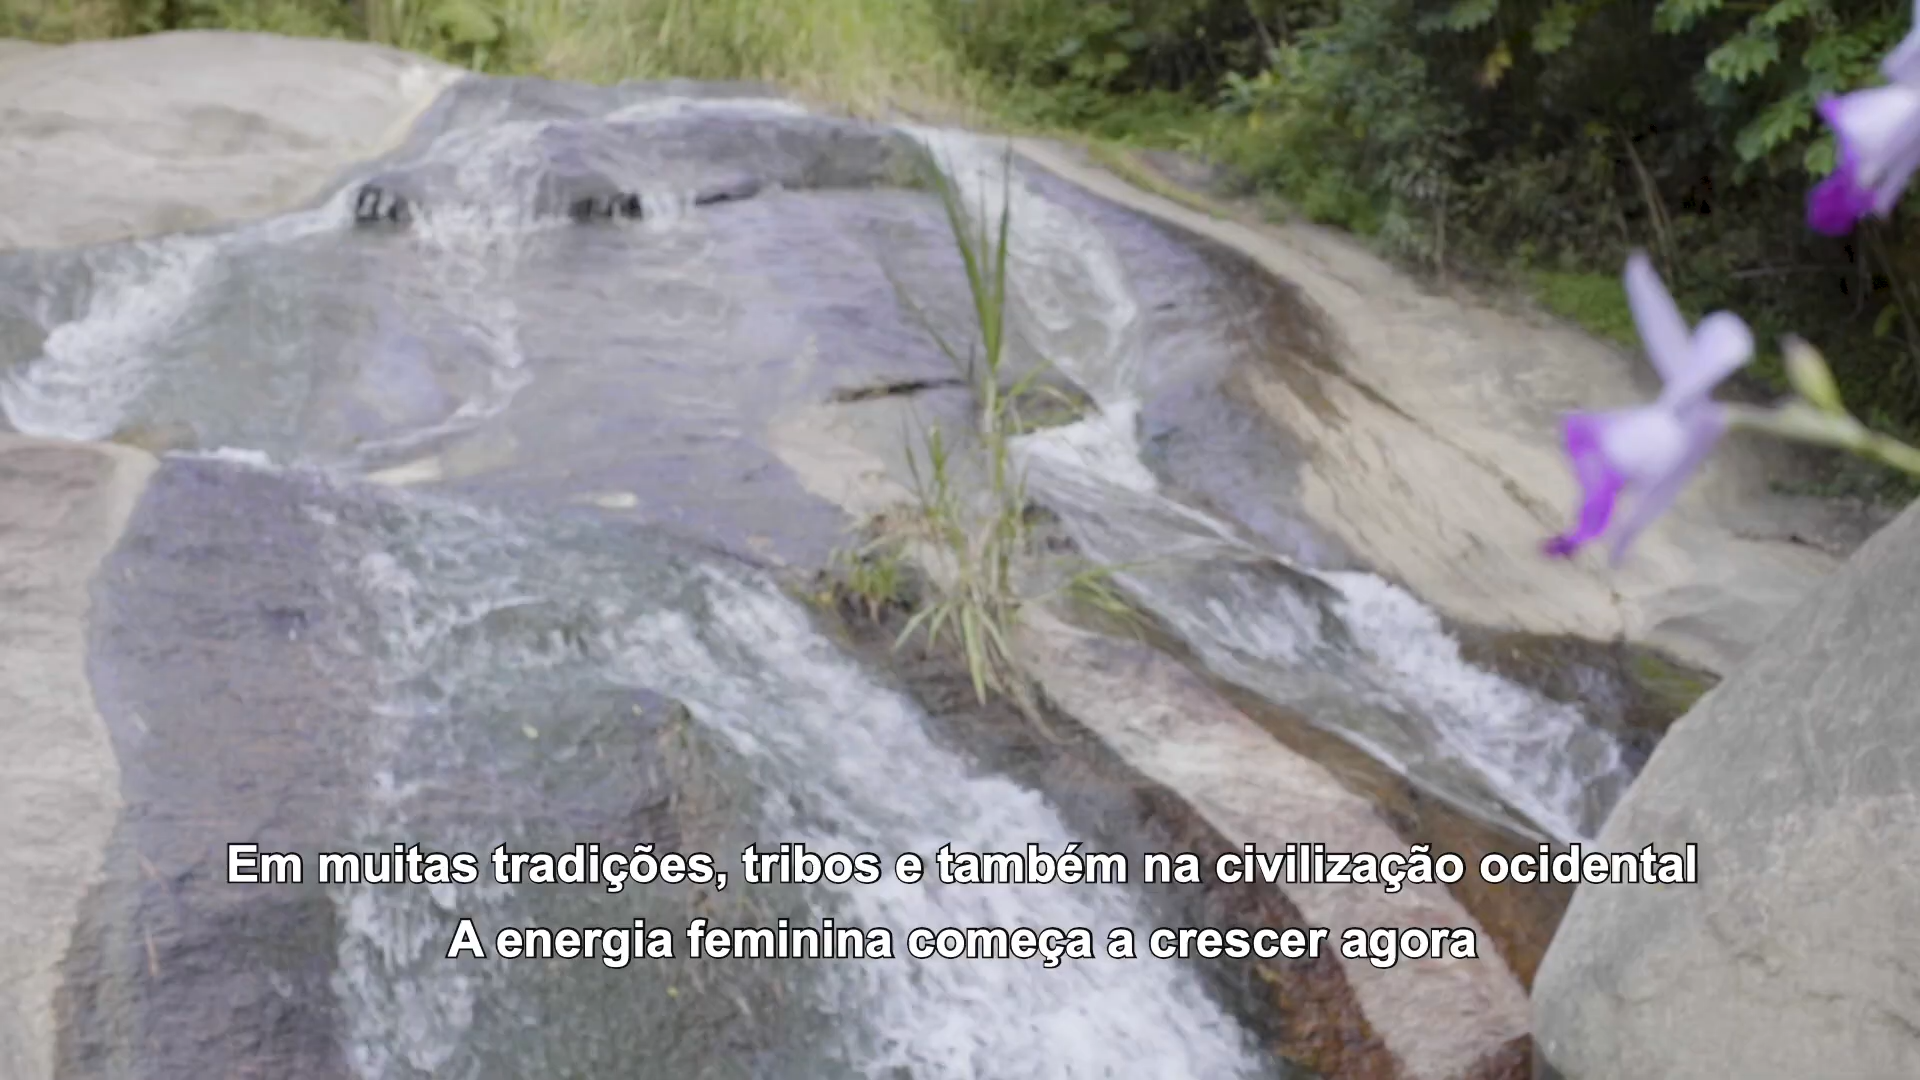 Em muitas tradições, tribos e também na civilização ocidental
A energia feminina começa a crescer agora